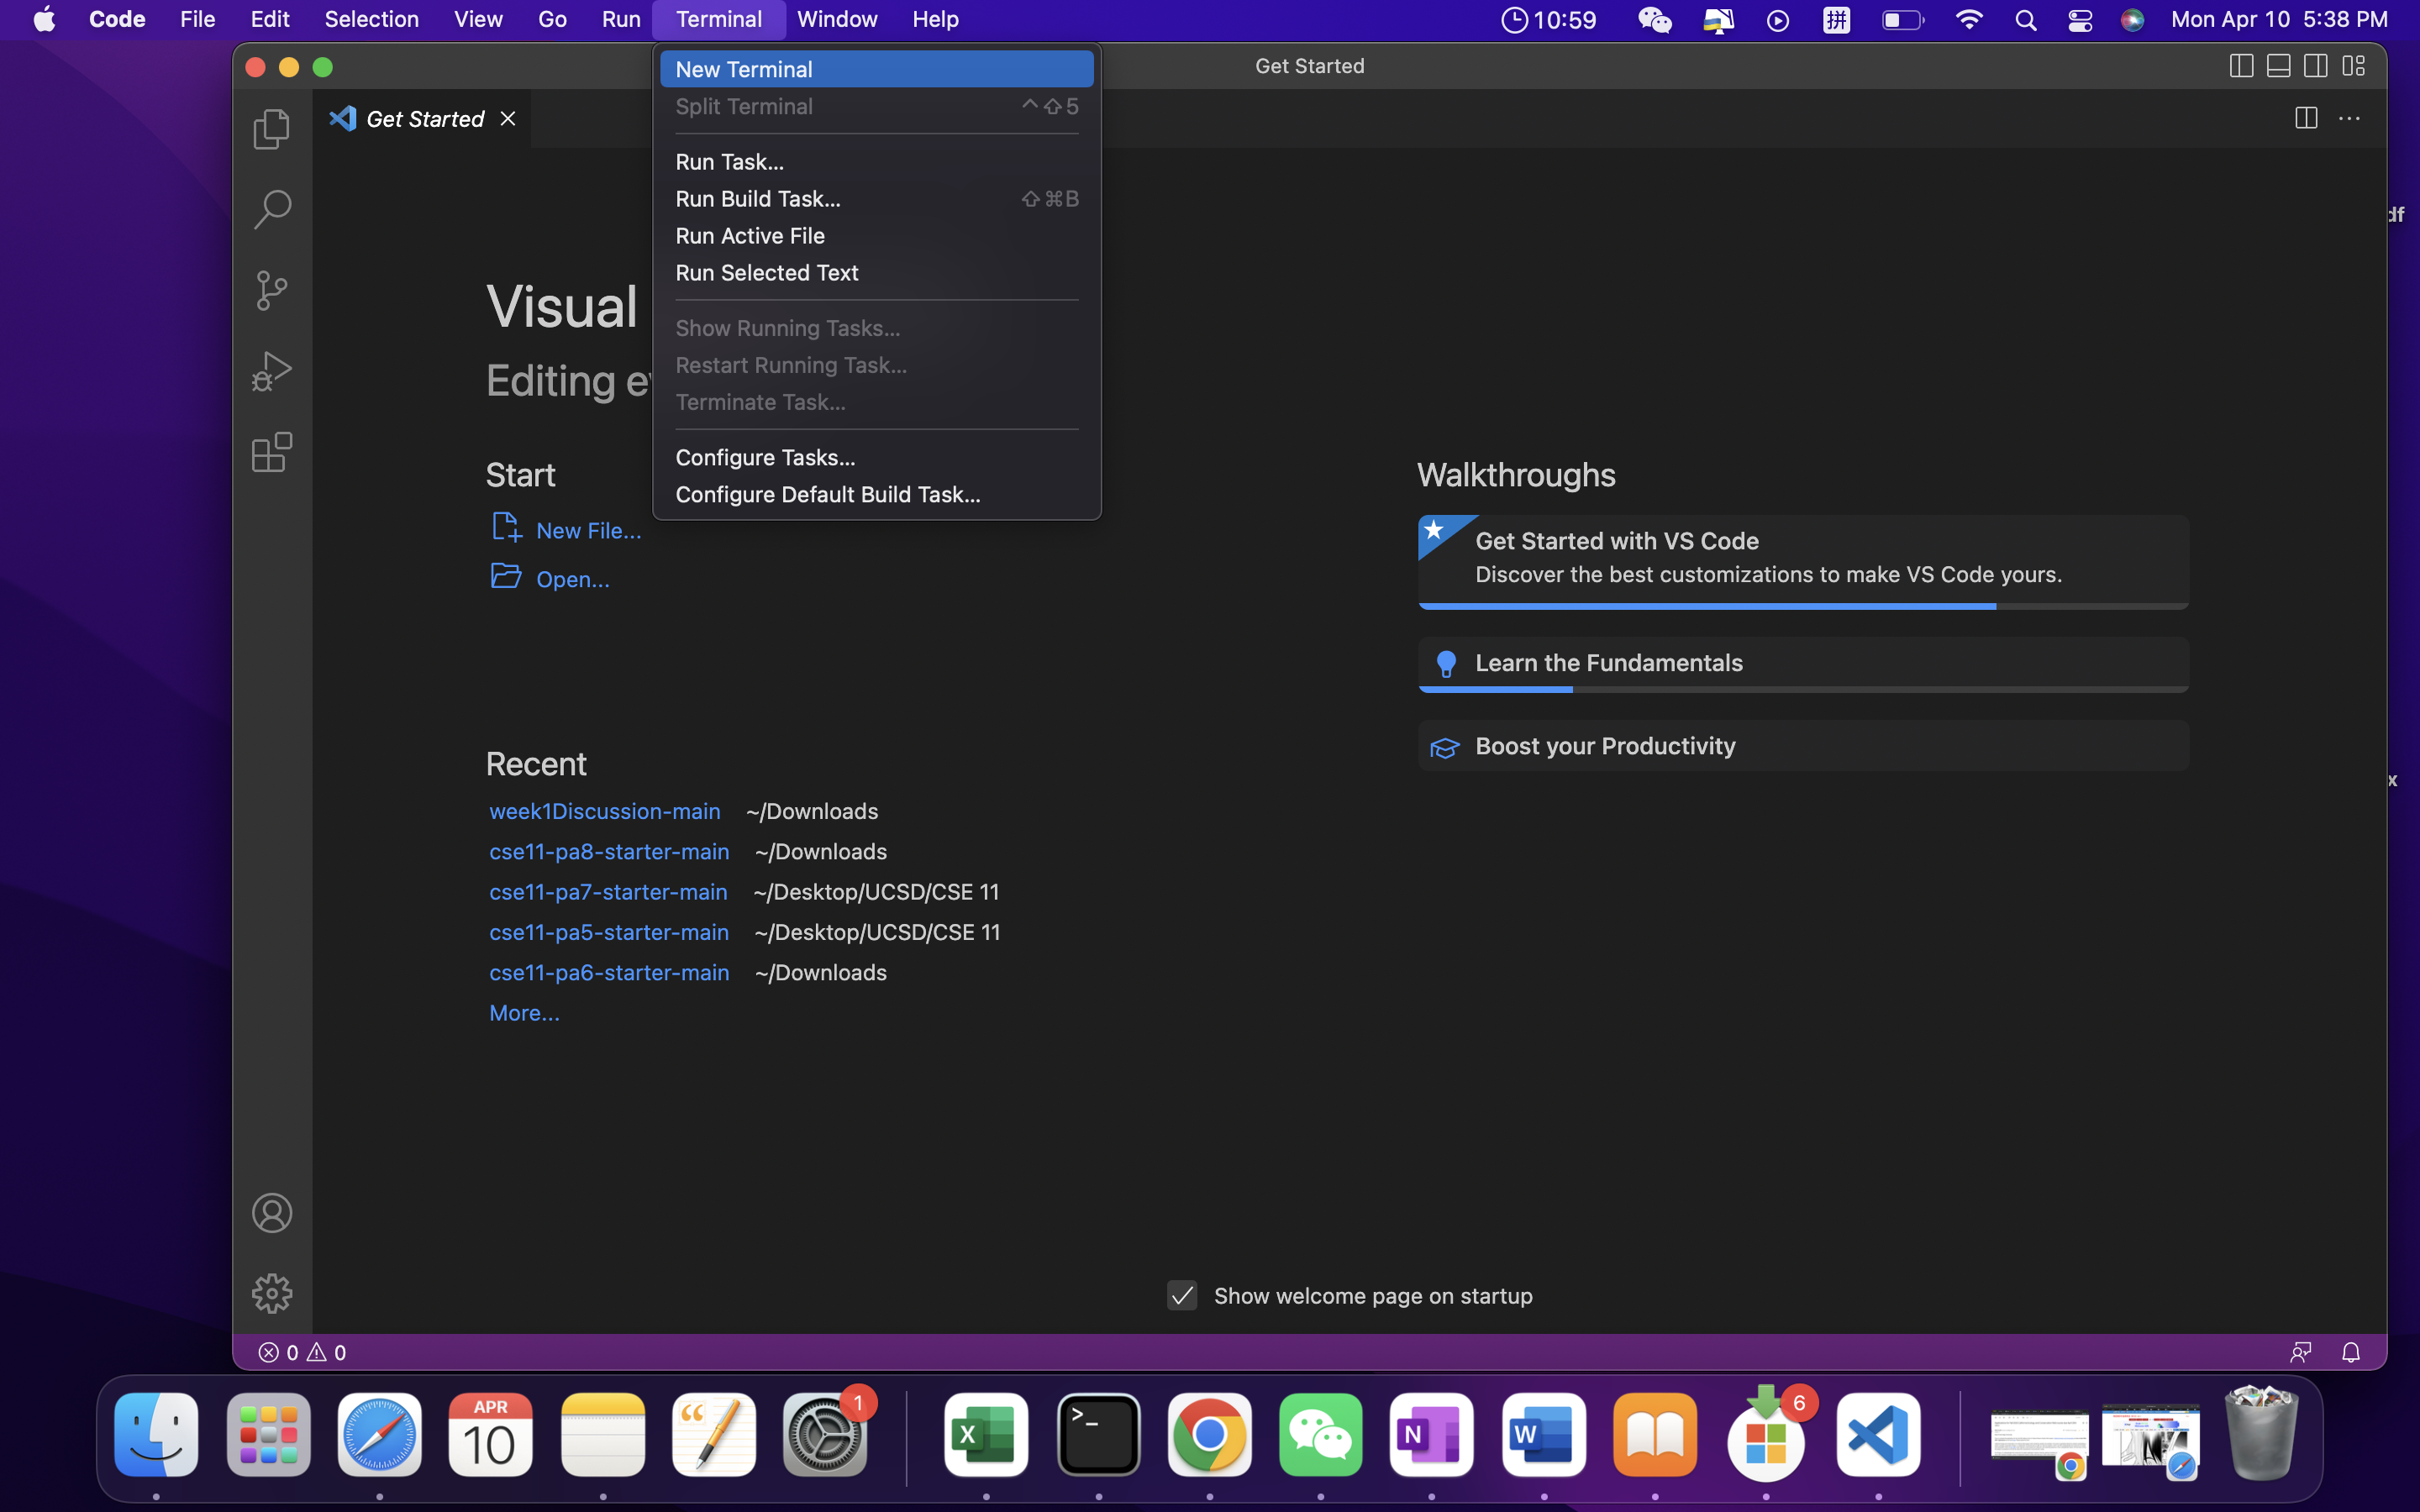 Code File Edit Selection View Go Run Terminal Window Help 10:59 拼 Mon Apr 10 5:38 PM
Get Started
Get Started
New Terminal
Split Terminal ^⇧5
Run Task...
Run Build Task... ⇧⌘B
Run Active File
Run Selected Text
Show Running Tasks...
Restart Running Task...
Terminate Task...
Configure Tasks...
Configure Default Build Task...
df
Visual
Editing
Start
New File...
Open...
Walkthroughs
Get Started with VS Code
Discover the best customizations to make VS Code yours.
Learn the Fundamentals
Boost your Productivity
x
Recent
week1Discussion-main ~/Downloads
cse11-pa8-starter-main ~/Downloads
cse11-pa7-starter-main ~/Desktop/UCSD/CSE 11
cse11-pa5-starter-main ~/Desktop/UCSD/CSE 11
cse11-pa6-starter-main ~/Downloads
More...
Show welcome page on startup
0 0
APR
10
1
X
>_
N
W
6